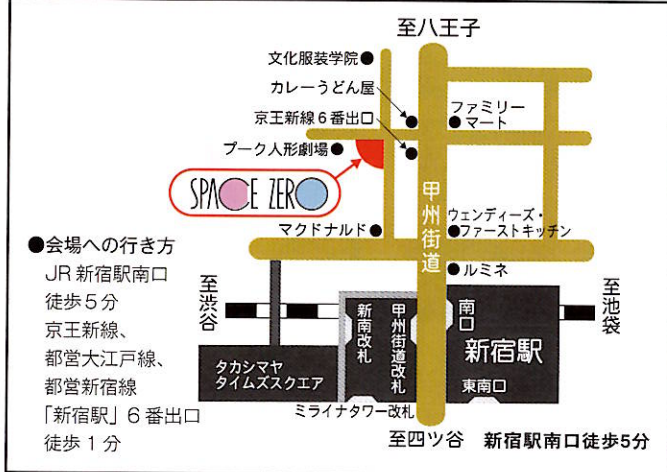 至八王子
文化服装学院
カレーうどん屋
京王新線6番出口
ファミリー
マート
プーク人形劇場
SPACE ZERO
甲州街道
マクドナルド
ウェンディーズ・
ファーストキッチン
ルミネ
●会場への行き方
JR新宿駅南口
徒歩5分
京王新線、
都営大江戸線、
都営新宿線
「新宿駅」6番出口
徒歩1分
至渋谷
新南改札
甲州街道改札
南口
至池袋
新宿駅
タカシマヤ
タイムズスクエア
東南口
ミライナタワー改札
至四ツ谷
新宿駅南口徒歩5分